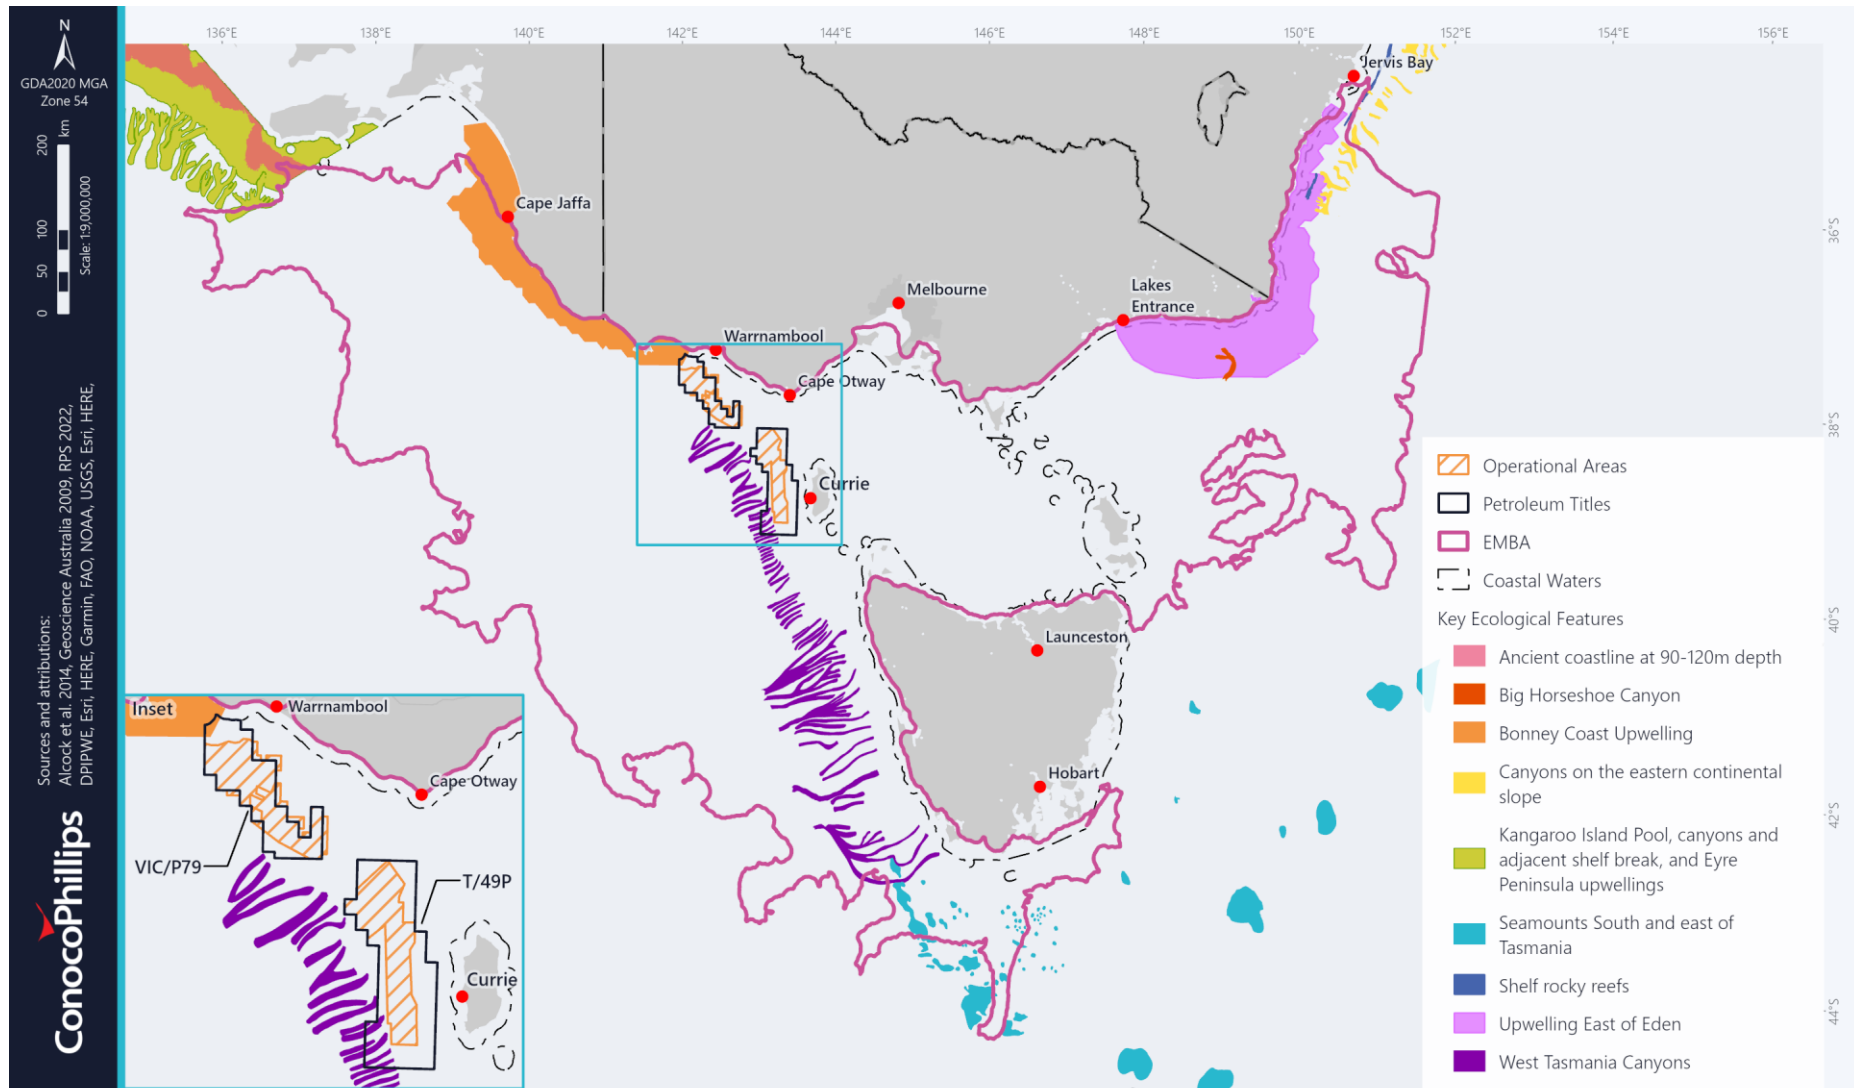 N
GDA2020 MGA
Zone 54
0 50 100 200
km
Scale: 1:9,000,000
Sources and attributions:
Alcock et al. 2014, Geoscience Australia 2009, RPS 2022,
DPIPWE, Esri, HERE, Garmin, FAO, NOAA, USGS, Esri, HERE,
ConocoPhillips
136°E 138°E 140°E 142°E 144°E 146°E 148°E 150°E 152°E 154°E 156°E
36°S
38°S
40°S
42°S
44°S
Jervis Bay
Cape Jaffa
Melbourne
Lakes
Entrance
Warrnambool
Cape Otway
Currie
Launceston
Hobart
Inset
Warrnambool
Cape Otway
VIC/P79
T/49P
Currie
Operational Areas
Petroleum Titles
EMBA
Coastal Waters
Key Ecological Features
Ancient coastline at 90-120m depth
Big Horseshoe Canyon
Bonney Coast Upwelling
Canyons on the eastern continental
slope
Kangaroo Island Pool, canyons and
adjacent shelf break, and Eyre
Peninsula upwellings
Seamounts South and east of
Tasmania
Shelf rocky reefs
Upwelling East of Eden
West Tasmania Canyons